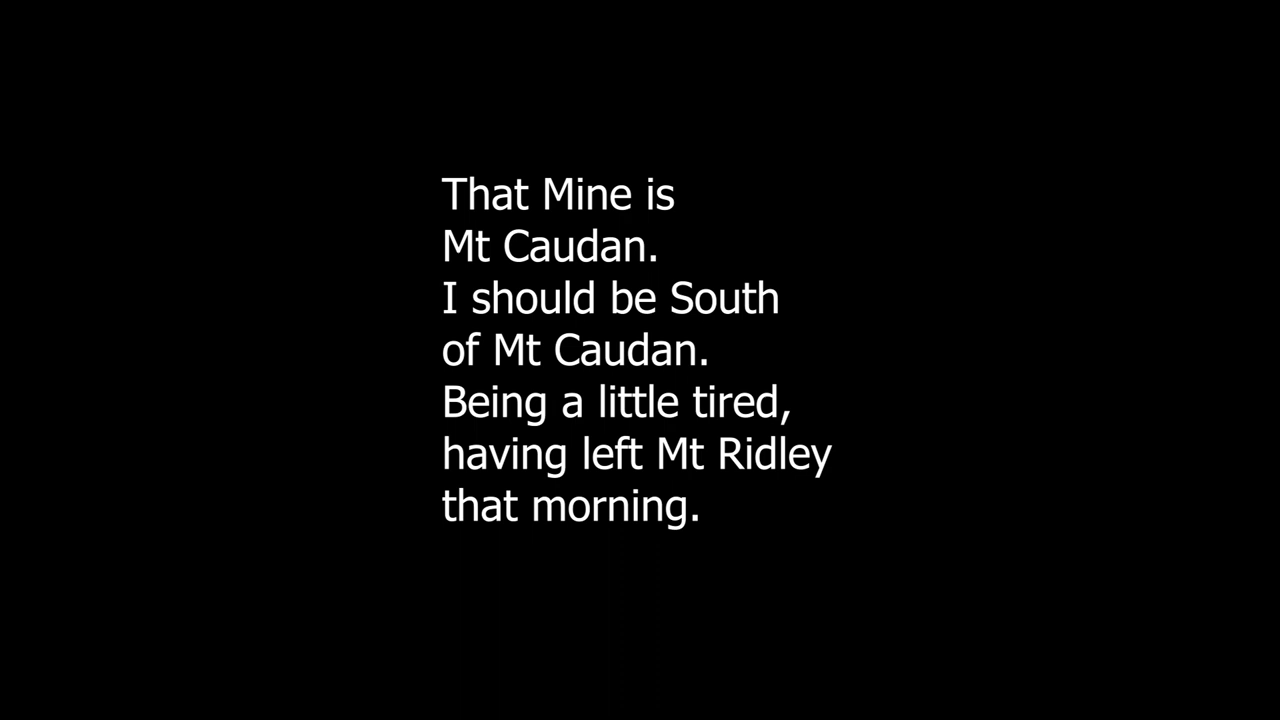 That Mine is
Mt Caudan.
I should be South
of Mt Caudan.
Being a little tired,
having left Mt Ridley
that morning.